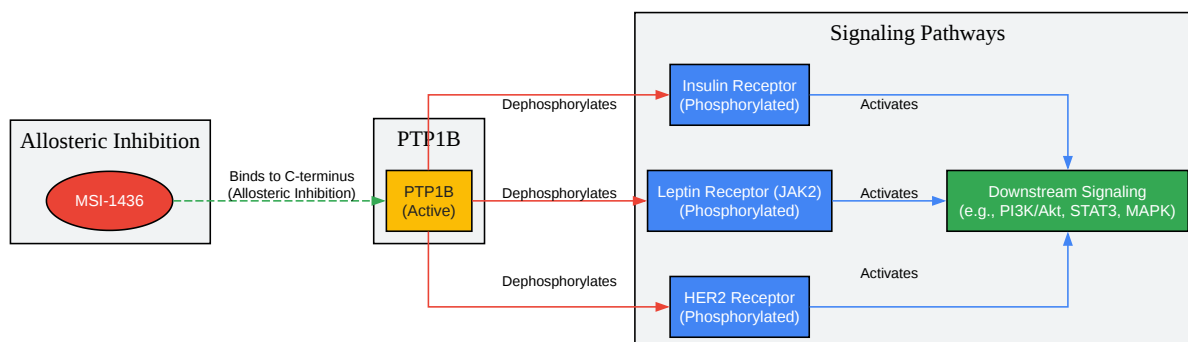 Signaling Pathways
Insulin Receptor
(Phosphorylated)
Dephosphorylates
Activates
Allosteric Inhibition
PTP1B
MSI-1436
Binds to C-terminus
(Allosteric Inhibition)
PTP1B
(Active)
Dephosphorylates
Leptin Receptor (JAK2)
(Phosphorylated)
Activates
Downstream Signaling
(e.g., PI3K/Akt, STAT3, MAPK)
Dephosphorylates
HER2 Receptor
(Phosphorylated)
Activates